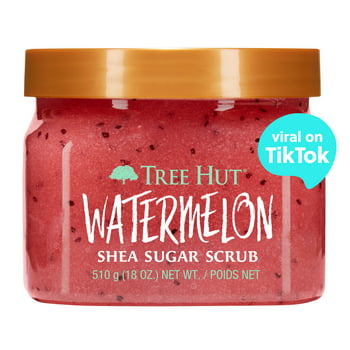 viral on
TikTok
TREE HUT
WATERMELON
SHEA SUGAR SCRUB
510 g (18 OZ.) NET WT. / POIDS NET